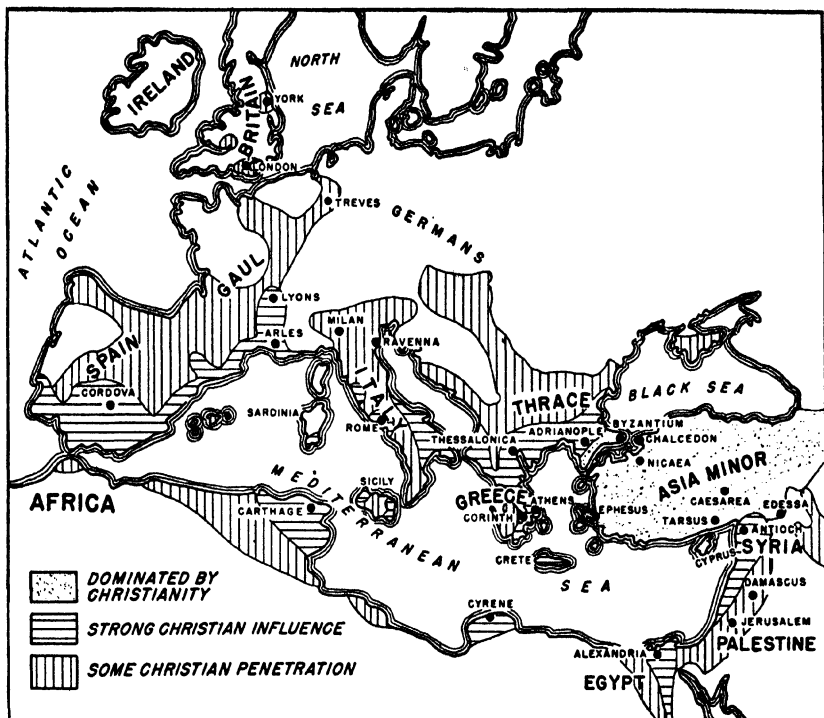 IRELAND
NORTH
SEA
BRITAIN
YORK
LONDON
ATLANTIC
OCEAN
TREVES
GERMANS
GAUL
LYONS
MILAN
ARLES
RAVENNA
SPAIN
CORDOVA
ITALY
SARDINIA
ROME
THRACE
BLACK SEA
ADRIANOPLE
BYZANTIUM
THESSALONICA
CHALCEDON
NICAEA
ASIA MINOR
MEDITERRANEAN
SEA
SICILY
AFRICA
CARTHAGE
GREECE
ATHENS
CORINTH
EPHESUS
CAESAREA
TARSUS
EDESSA
ANTIOCH
SYRIA
CYPRUS
CRETE
DAMASCUS
CYRENE
JERUSALEM
PALESTINE
ALEXANDRIA
EGYPT
DOMINATED BY
CHRISTIANITY
STRONG CHRISTIAN INFLUENCE
SOME CHRISTIAN PENETRATION